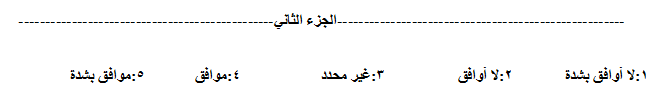 ------------------------------------------------------الجزء الثاني------------------------------------------------
١:لا أوافق بشدة ٢:لا أوافق ٣:غير محدد ٤:موافق ٥:موافق بشدة